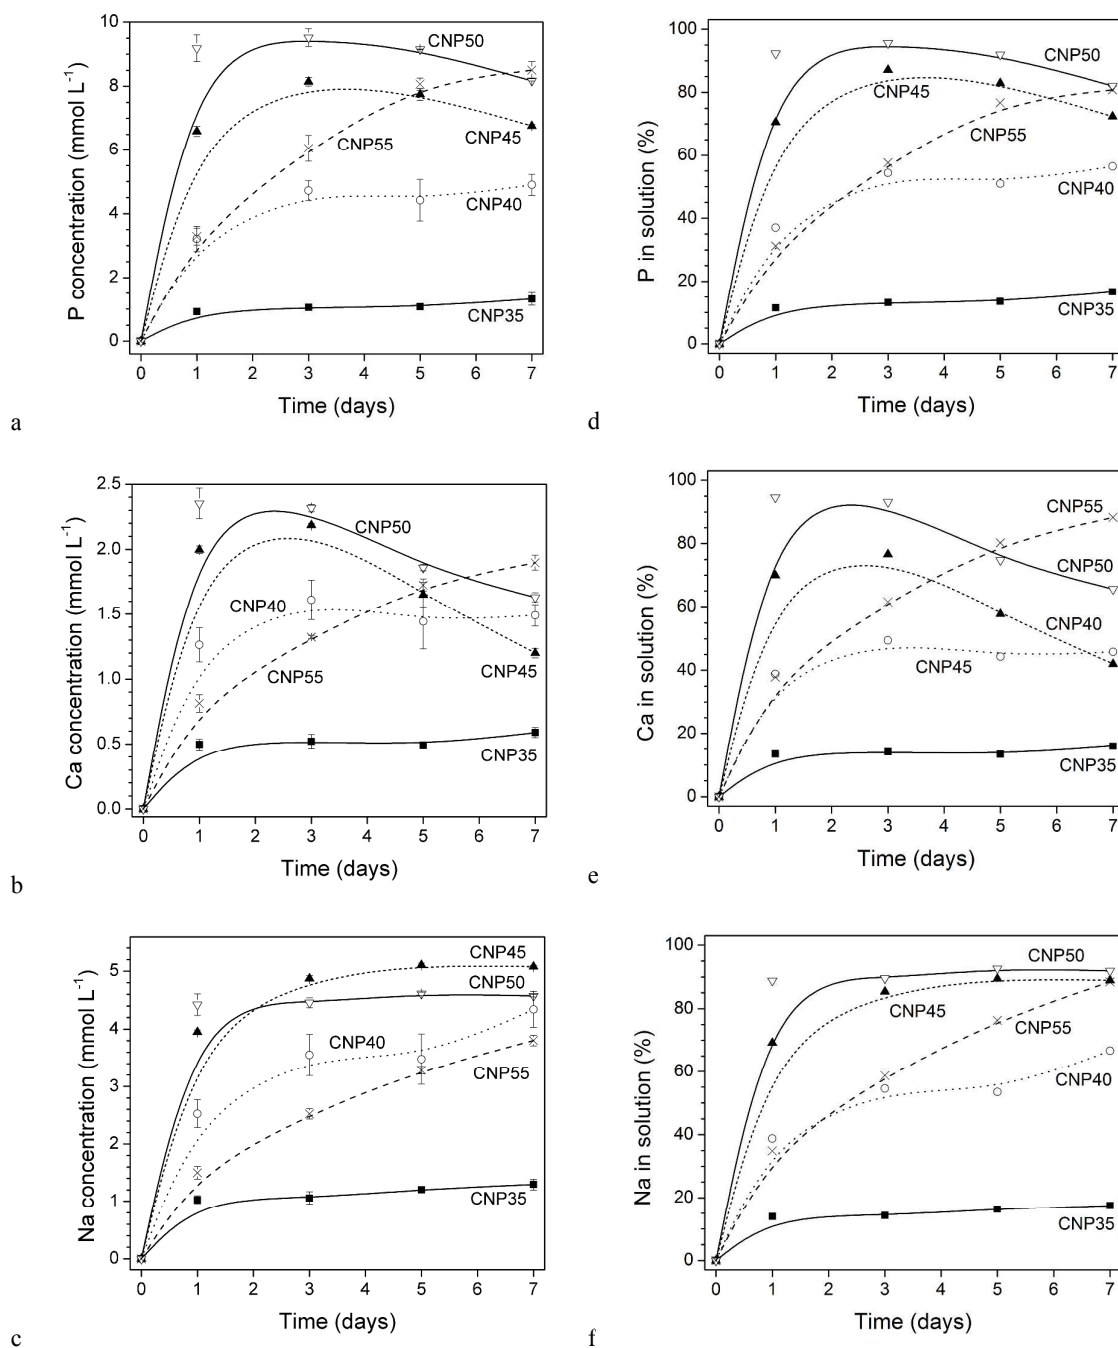 10
8
6
4
2
0
P concentration (mmol L⁻¹)
CNP50
CNP45
CNP55
CNP40
CNP35
0 1 2 3 4 5 6 7
Time (days)
a
100
80
60
40
20
0
P in solution (%)
CNP50
CNP45
CNP55
CNP40
CNP35
0 1 2 3 4 5 6 7
Time (days)
d
2.5
2.0
1.5
1.0
0.5
0.0
Ca concentration (mmol L⁻¹)
CNP50
CNP40
CNP55
CNP45
CNP35
0 1 2 3 4 5 6 7
Time (days)
b
100
80
60
40
20
0
Ca in solution (%)
CNP55
CNP50
CNP40
CNP45
CNP35
0 1 2 3 4 5 6 7
Time (days)
e
5
4
3
2
1
0
Na concentration (mmol L⁻¹)
CNP45
CNP50
CNP40
CNP55
CNP35
0 1 2 3 4 5 6 7
Time (days)
c
100
80
60
40
20
0
Na in solution (%)
CNP50
CNP45
CNP55
CNP40
CNP35
0 1 2 3 4 5 6 7
Time (days)
f